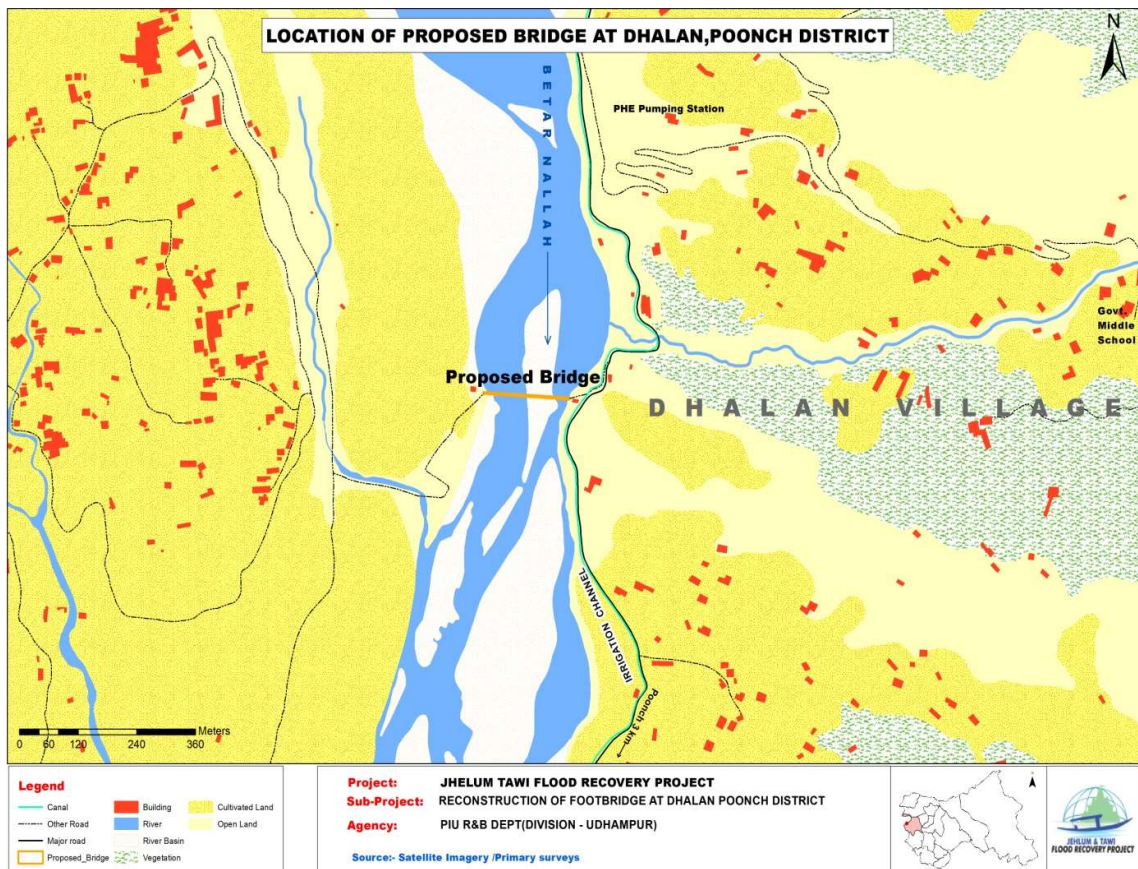 LOCATION OF PROPOSED BRIDGE AT DHALAN,POONCH DISTRICT
N
BETAR NALLAH
PHE Pumping Station
Govt.
Middle
School
Proposed Bridge
DHALAN VILLAGE
IRRIGATION CHANNEL
Poonch 3 km
Meters
0 60 120 240 360
Legend
Canal
Other Road
Major road
Proposed_Bridge
Building
River
River Basin
Vegetation
Cultivated Land
Open Land
Project: JHELUM TAWI FLOOD RECOVERY PROJECT
Sub-Project: RECONSTRUCTION OF FOOTBRIDGE AT DHALAN POONCH DISTRICT
Agency: PIU R&B DEPT(DIVISION - UDHAMPUR)
Source:- Satellite Imagery /Primary surveys
JEHLUM & TAWI
FLOOD RECOVERY PROJECT